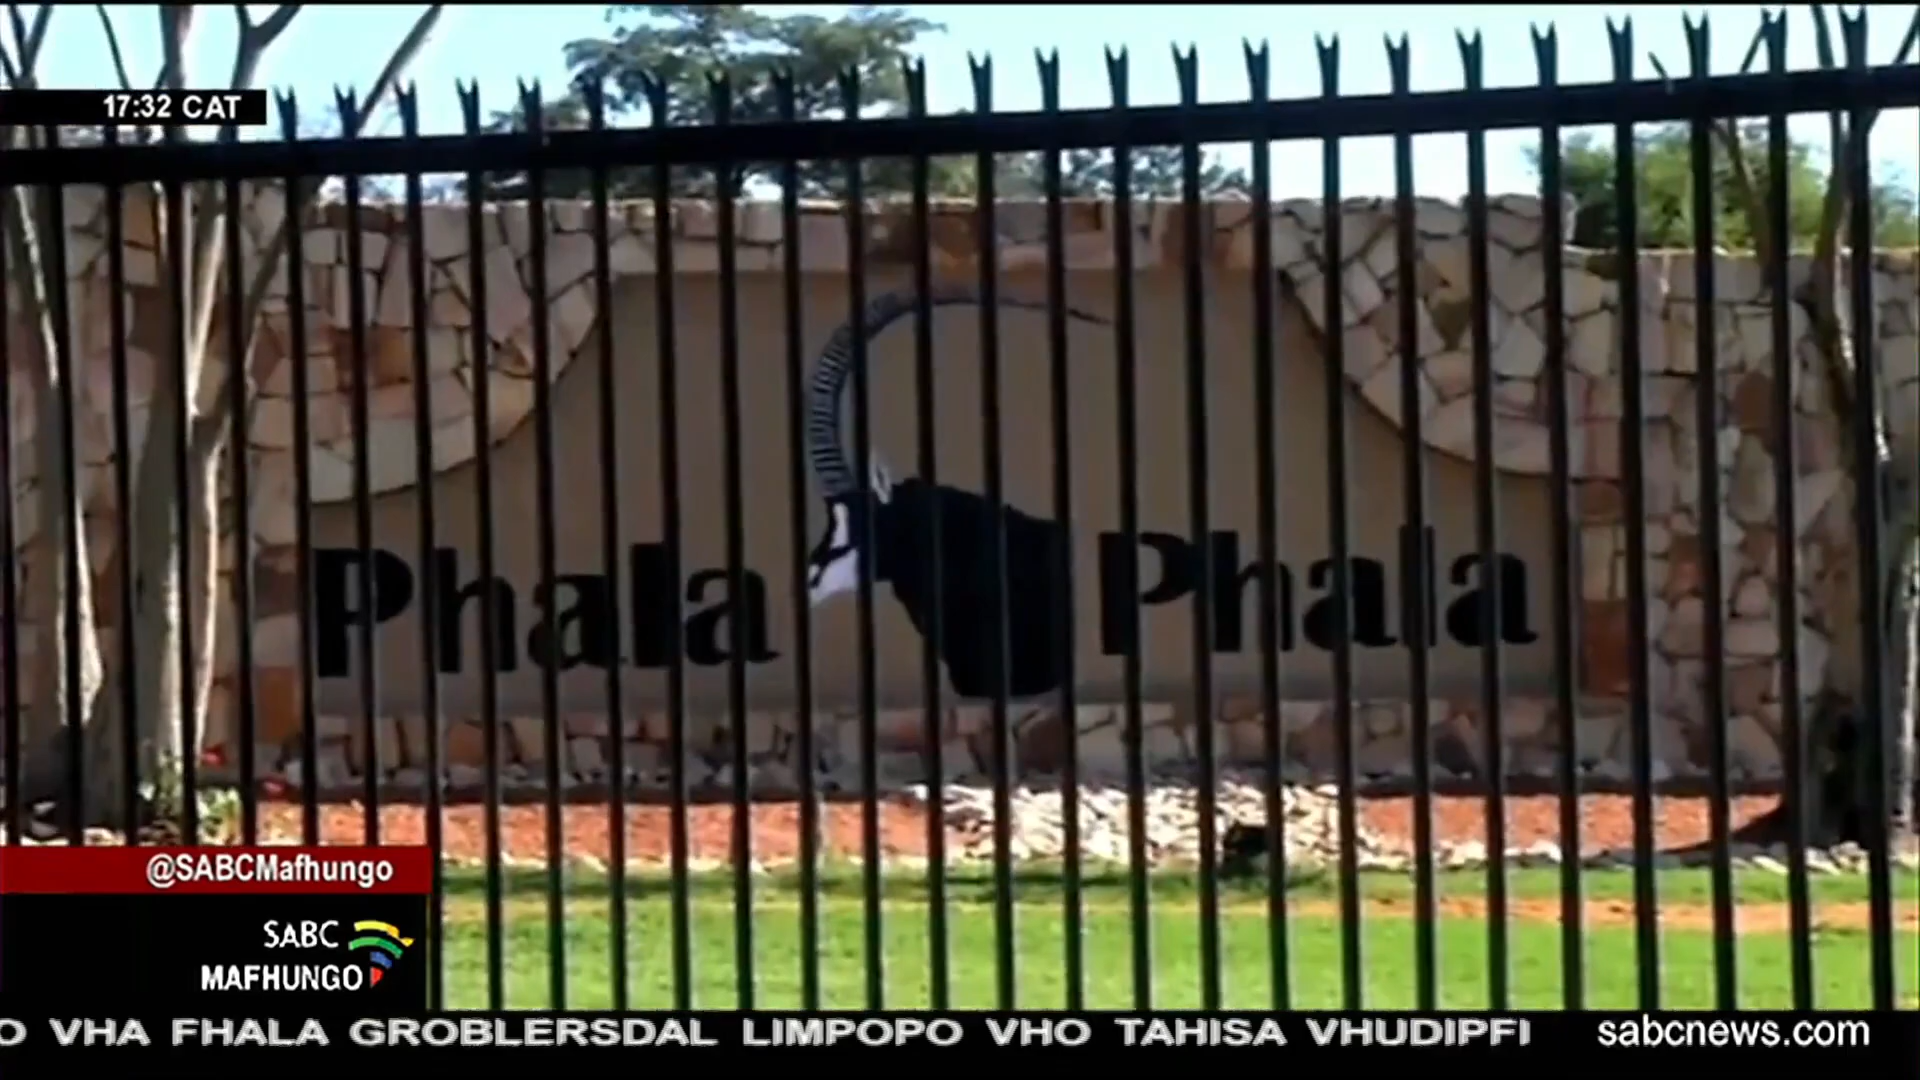 17:32 CAT
Phala Phala
@SABCMafhungo
SABC
MAFHUNGO
O VHA FHALA GROBLERSDAL LIMPOPO VHO TAHISA VHUDIPFI
sabcnews.com